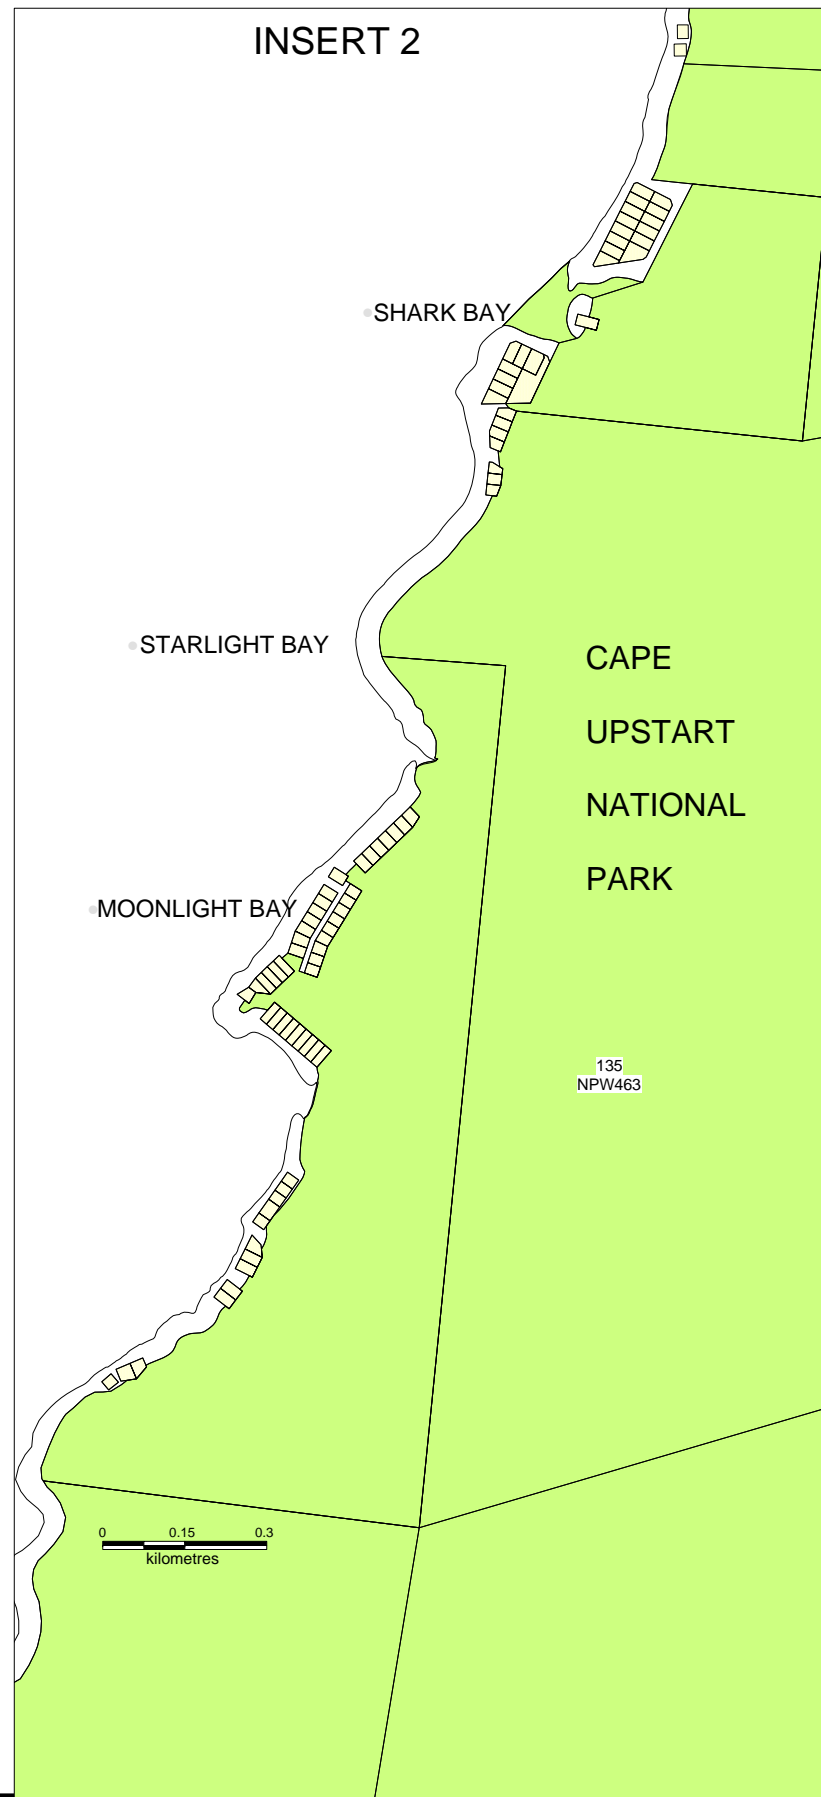 INSERT 2
SHARK BAY
STARLIGHT BAY
CAPE
UPSTART
NATIONAL
PARK
MOONLIGHT BAY
135
NPW463
0 0.15 0.3
kilometres